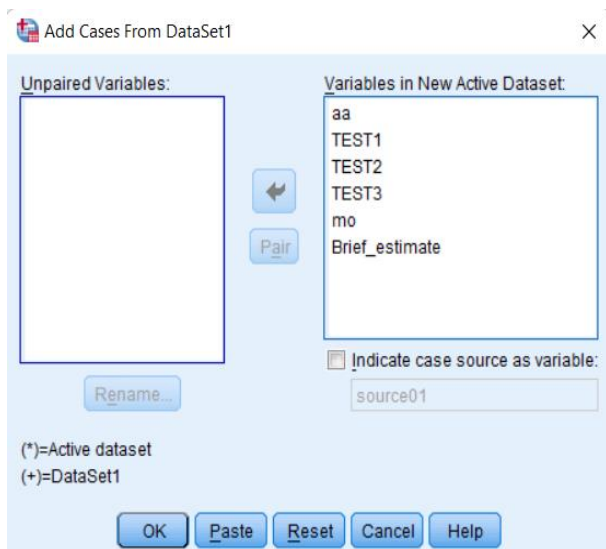 Add Cases From DataSet1
Unpaired Variables:
Variables in New Active Dataset:
aa
TEST1
TEST2
TEST3
mo
Brief_estimate
Pair
Indicate case source as variable:
Rename...
source01
(*)=Active dataset
(+)=DataSet1
OK Paste Reset Cancel Help